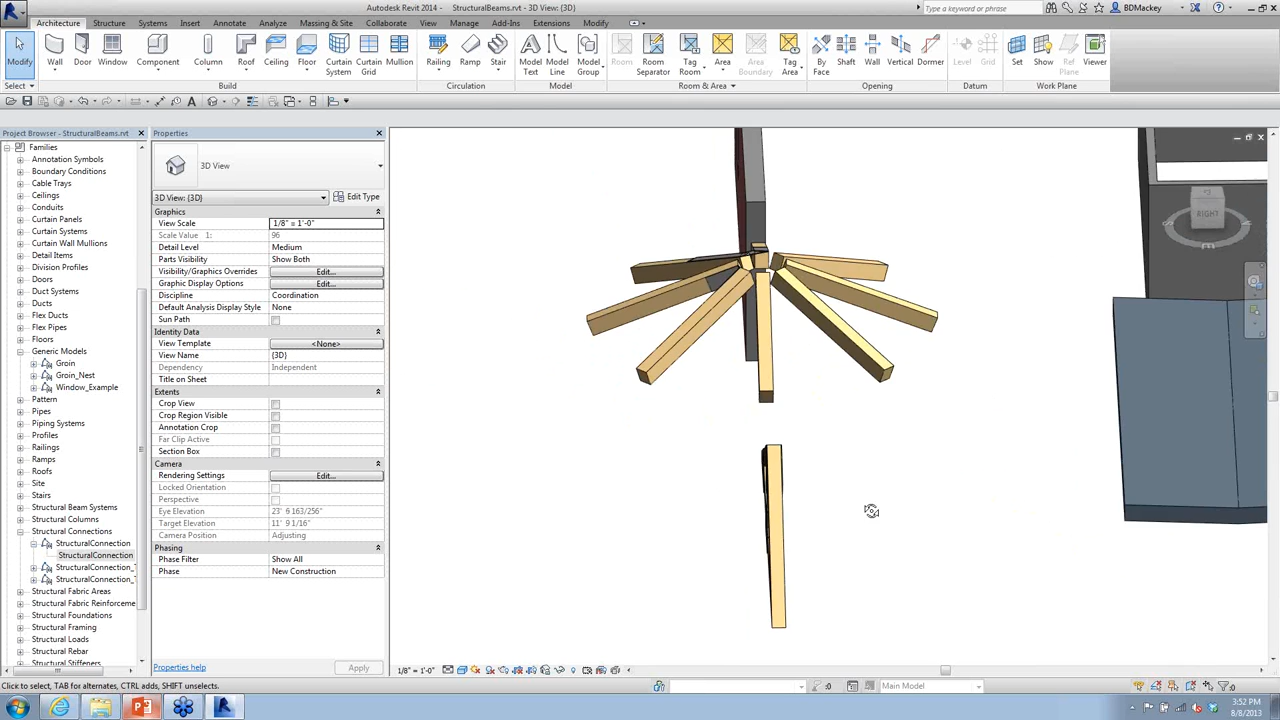 Autodesk Revit 2014 - StructuralBeams.rvt - 3D View: {3D}
Type a keyword or phrase
BDMackey
Architecture Structure Systems Insert Annotate Analyze Massing & Site Collaborate View Manage Add-Ins Extensions Modify
Modify Wall Door Window Component Column Roof Ceiling Floor Curtain System Curtain Grid Mullion Railing Ramp Stair Model Text Model Line Model Group Room Room Separator Tag Room Area Area Boundary Tag Area By Face Shaft Wall Vertical Dormer Level Grid Set Show Ref Plane Viewer
Select Build Circulation Model Room & Area Opening Datum Work Plane
Project Browser - StructuralBeams.rvt
Families
Annotation Symbols
Boundary Conditions
Cable Trays
Ceilings
Conduits
Curtain Panels
Curtain Systems
Curtain Wall Mullions
Detail Items
Division Profiles
Doors
Duct Systems
Ducts
Flex Ducts
Flex Pipes
Floors
Generic Models
Groin
Groin_Nest
Window_Example
Pattern
Pipes
Piping Systems
Profiles
Railings
Ramps
Roofs
Site
Stairs
Structural Beam Systems
Structural Columns
Structural Connections
StructuralConnection
StructuralConnection
StructuralConnection_
StructuralConnection_
Structural Fabric Areas
Structural Fabric Reinforceme
Structural Foundations
Structural Framing
Structural Loads
Structural Rebar
Structural Stiffeners
Properties
3D View
3D View: {3D} Edit Type
Graphics
View Scale 1/8" = 1'-0"
Scale Value 1: 96
Detail Level Medium
Parts Visibility Show Both
Visibility/Graphics Overrides Edit...
Graphic Display Options Edit...
Discipline Coordination
Default Analysis Display Style None
Sun Path
Identity Data
View Template <None>
View Name {3D}
Dependency Independent
Title on Sheet
Extents
Crop View
Crop Region Visible
Annotation Crop
Far Clip Active
Section Box
Camera
Rendering Settings Edit...
Locked Orientation
Perspective
Eye Elevation 23' 9 163/256"
Target Elevation 11' 9 1/16"
Camera Position Adjusting
Phasing
Phase Filter Show All
Phase New Construction
Properties help Apply
RIGHT
1/8" = 1'-0"
Click to select, TAB for alternates, CTRL adds, SHIFT unselects.
:0
Main Model
:0
3:52 PM
8/8/2013